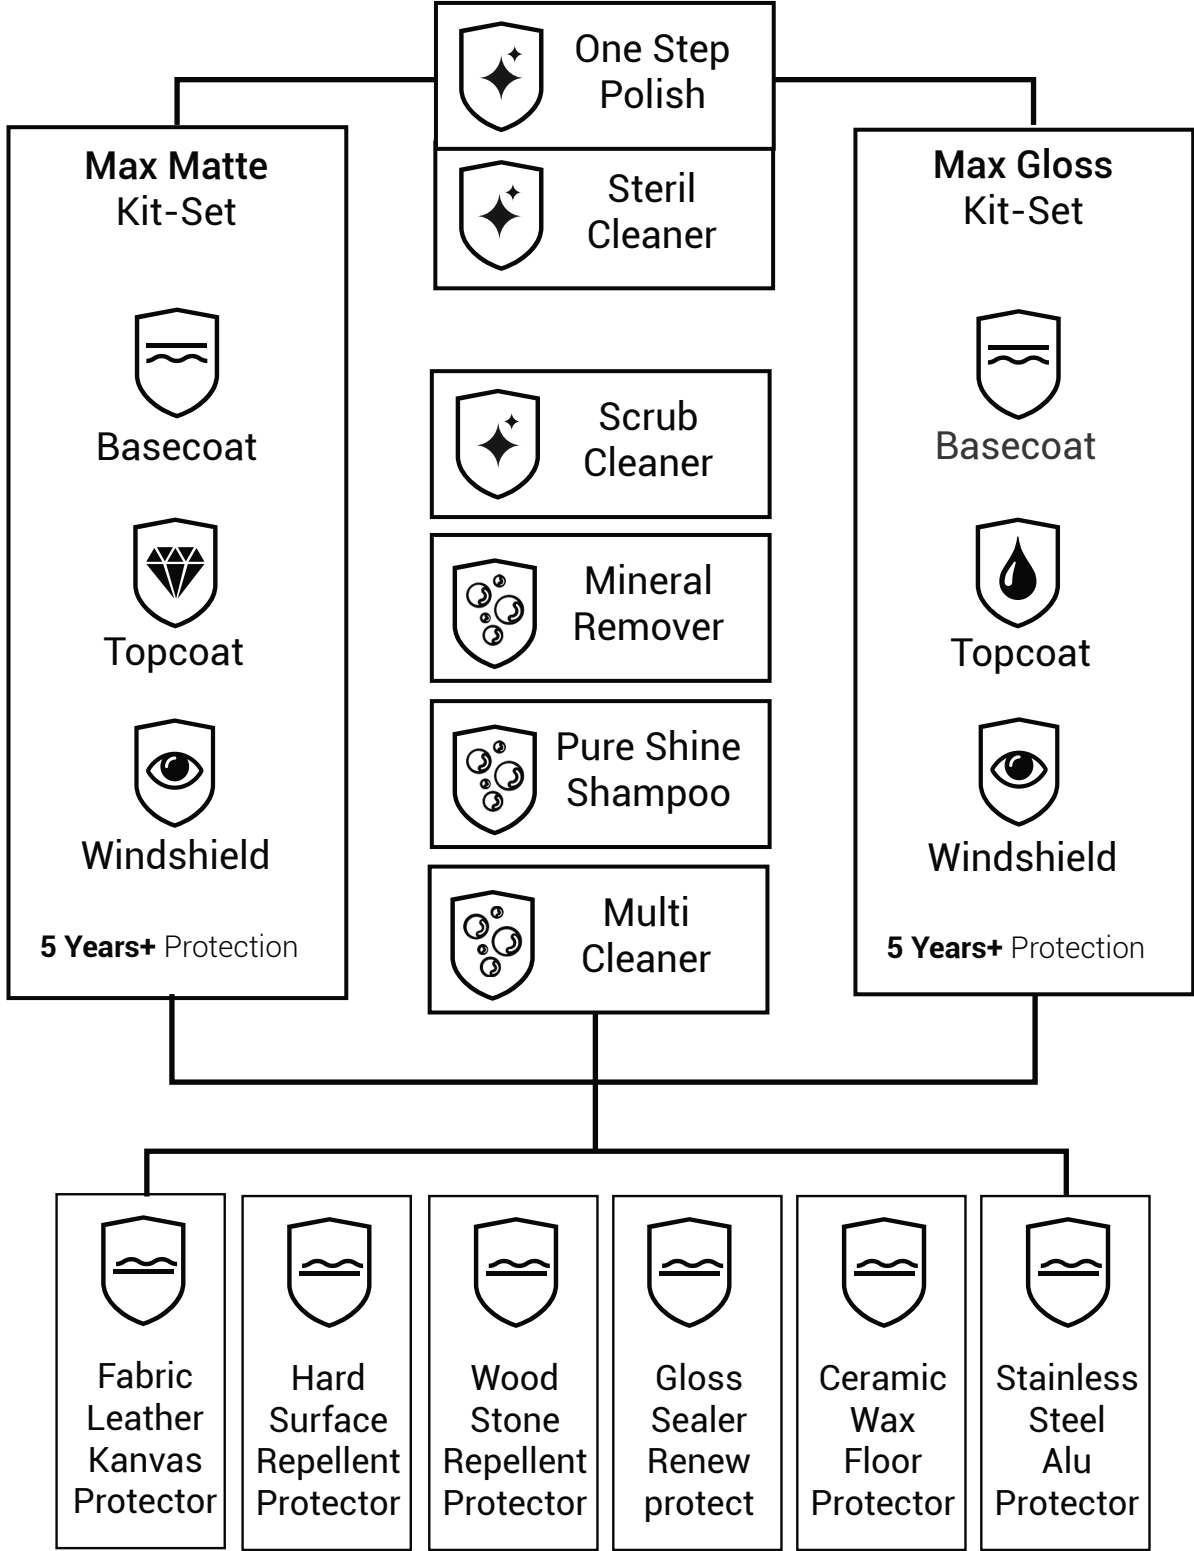 One Step
Polish
Steril
Cleaner
Max Matte
Kit-Set
Basecoat
Topcoat
Windshield
5 Years+ Protection
Scrub
Cleaner
Mineral
Remover
Pure Shine
Shampoo
Multi
Cleaner
Max Gloss
Kit-Set
Basecoat
Topcoat
Windshield
5 Years+ Protection
Fabric
Leather
Kanvas
Protector
Hard
Surface
Repellent
Protector
Wood
Stone
Repellent
Protector
Gloss
Sealer
Renew
protect
Ceramic
Wax
Floor
Protector
Stainless
Steel
Alu
Protector